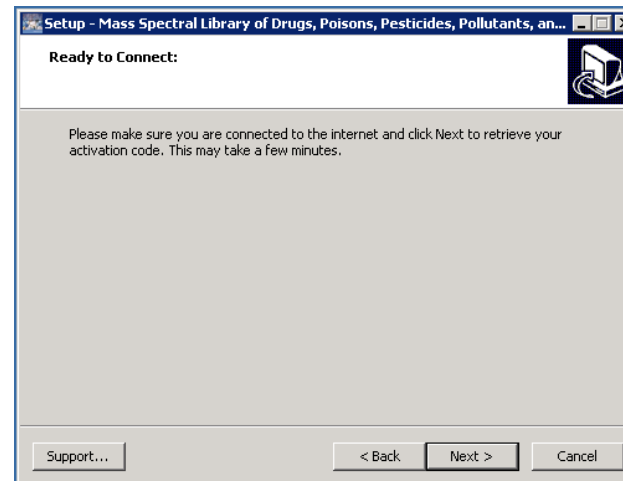 Setup - Mass Spectral Library of Drugs, Poisons, Pesticides, Pollutants, an...
Ready to Connect:
Please make sure you are connected to the internet and click Next to retrieve your
activation code. This may take a few minutes.
Support... < Back Next > Cancel